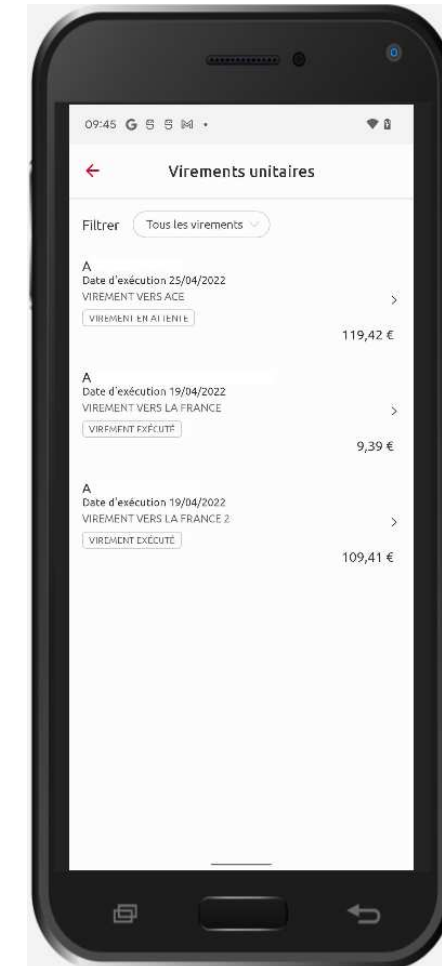 09:45
Virements unitaires
Filtrer Tous les virements
A
Date d'exécution 25/04/2022
VIREMENT VERS ACE
VIREMENT EN ATTENTE
119,42 €
A
Date d'exécution 19/04/2022
VIREMENT VERS LA FRANCE
VIREMENT EXÉCUTÉ
9,39 €
A
Date d'exécution 19/04/2022
VIREMENT VERS LA FRANCE 2
VIREMENT EXÉCUTÉ
109,41 €